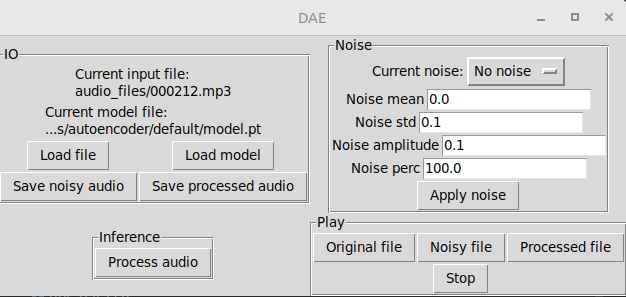 DAE
IO
Current input file:
audio_files/000212.mp3
Current model file:
...s/autoencoder/default/model.pt
Load file Load model
Save noisy audio Save processed audio
Noise
Current noise: No noise
Noise mean 0.0
Noise std 0.1
Noise amplitude 0.1
Noise perc 100.0
Apply noise
Inference
Process audio
Play
Original file Noisy file Processed file
Stop